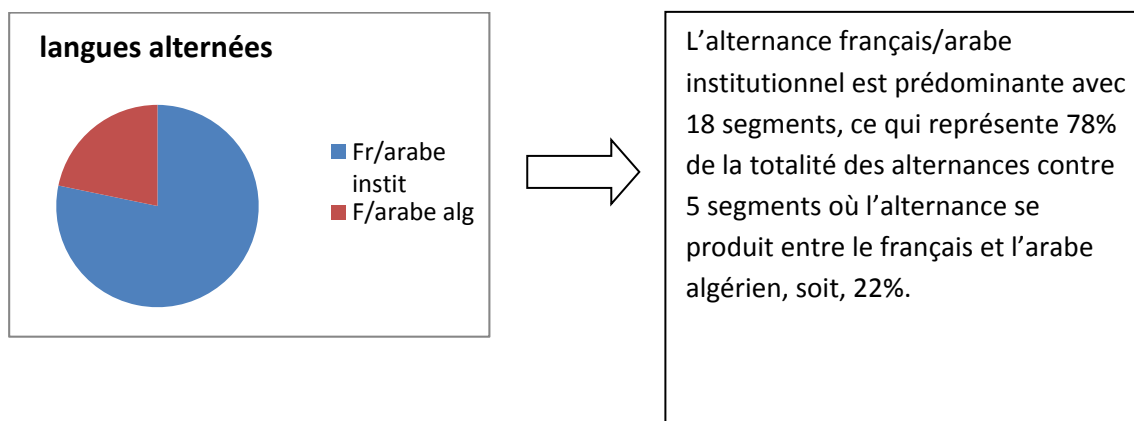 langues alternées
Fr/arabe
instit
F/arabe alg
L’alternance français/arabe
institutionnel est prédominante avec
18 segments, ce qui représente 78%
de la totalité des alternances contre
5 segments où l’alternance se
produit entre le français et l’arabe
algérien, soit, 22%.